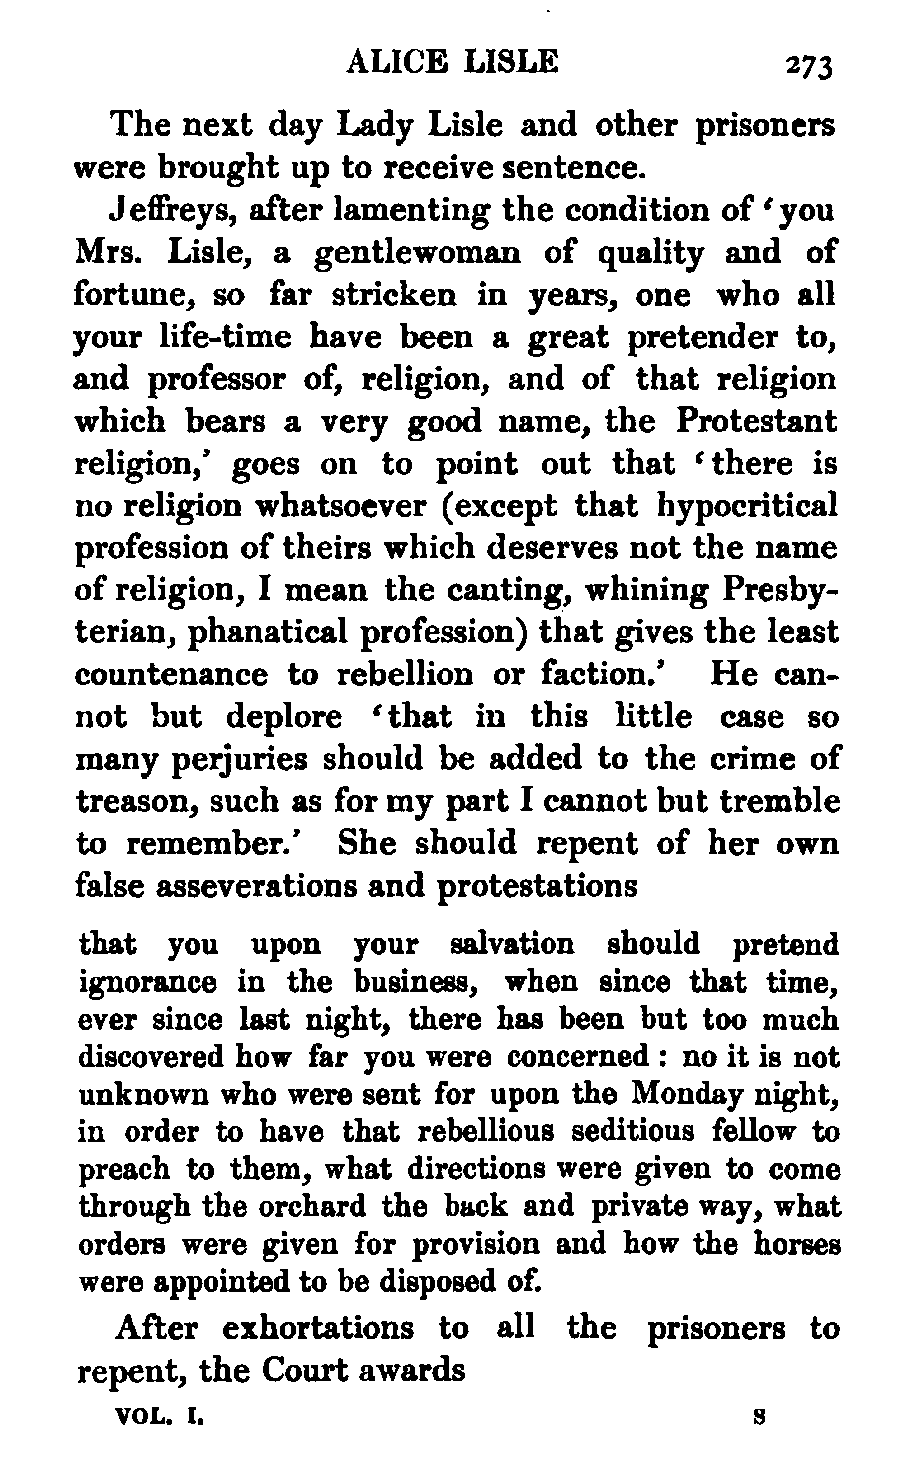 ALICE LISLE 273
The next day Lady Lisle and other prisoners
were brought up to receive sentence.
Jeffreys, after lamenting the condition of ‘you
Mrs. Lisle, a gentlewoman of quality and of
fortune, so far stricken in years, one who all
your life-time have been a great pretender to,
and professor of, religion, and of that religion
which bears a very good name, the Protestant
religion,’ goes on to point out that ‘there is
no religion whatsoever (except that hypocritical
profession of theirs which deserves not the name
of religion, I mean the canting, whining Presby-
terian, phanatical profession) that gives the least
countenance to rebellion or faction.’ He can-
not but deplore ‘that in this little case so
many perjuries should be added to the crime of
treason, such as for my part I cannot but tremble
to remember.’ She should repent of her own
false asseverations and protestations
that you upon your salvation should pretend
ignorance in the business, when since that time,
ever since last night, there has been but too much
discovered how far you were concerned : no it is not
unknown who were sent for upon the Monday night,
in order to have that rebellious seditious fellow to
preach to them, what directions were given to come
through the orchard the back and private way, what
orders were given for provision and how the horses
were appointed to be disposed of.
After exhortations to all the prisoners to
repent, the Court awards
VOL. I. S